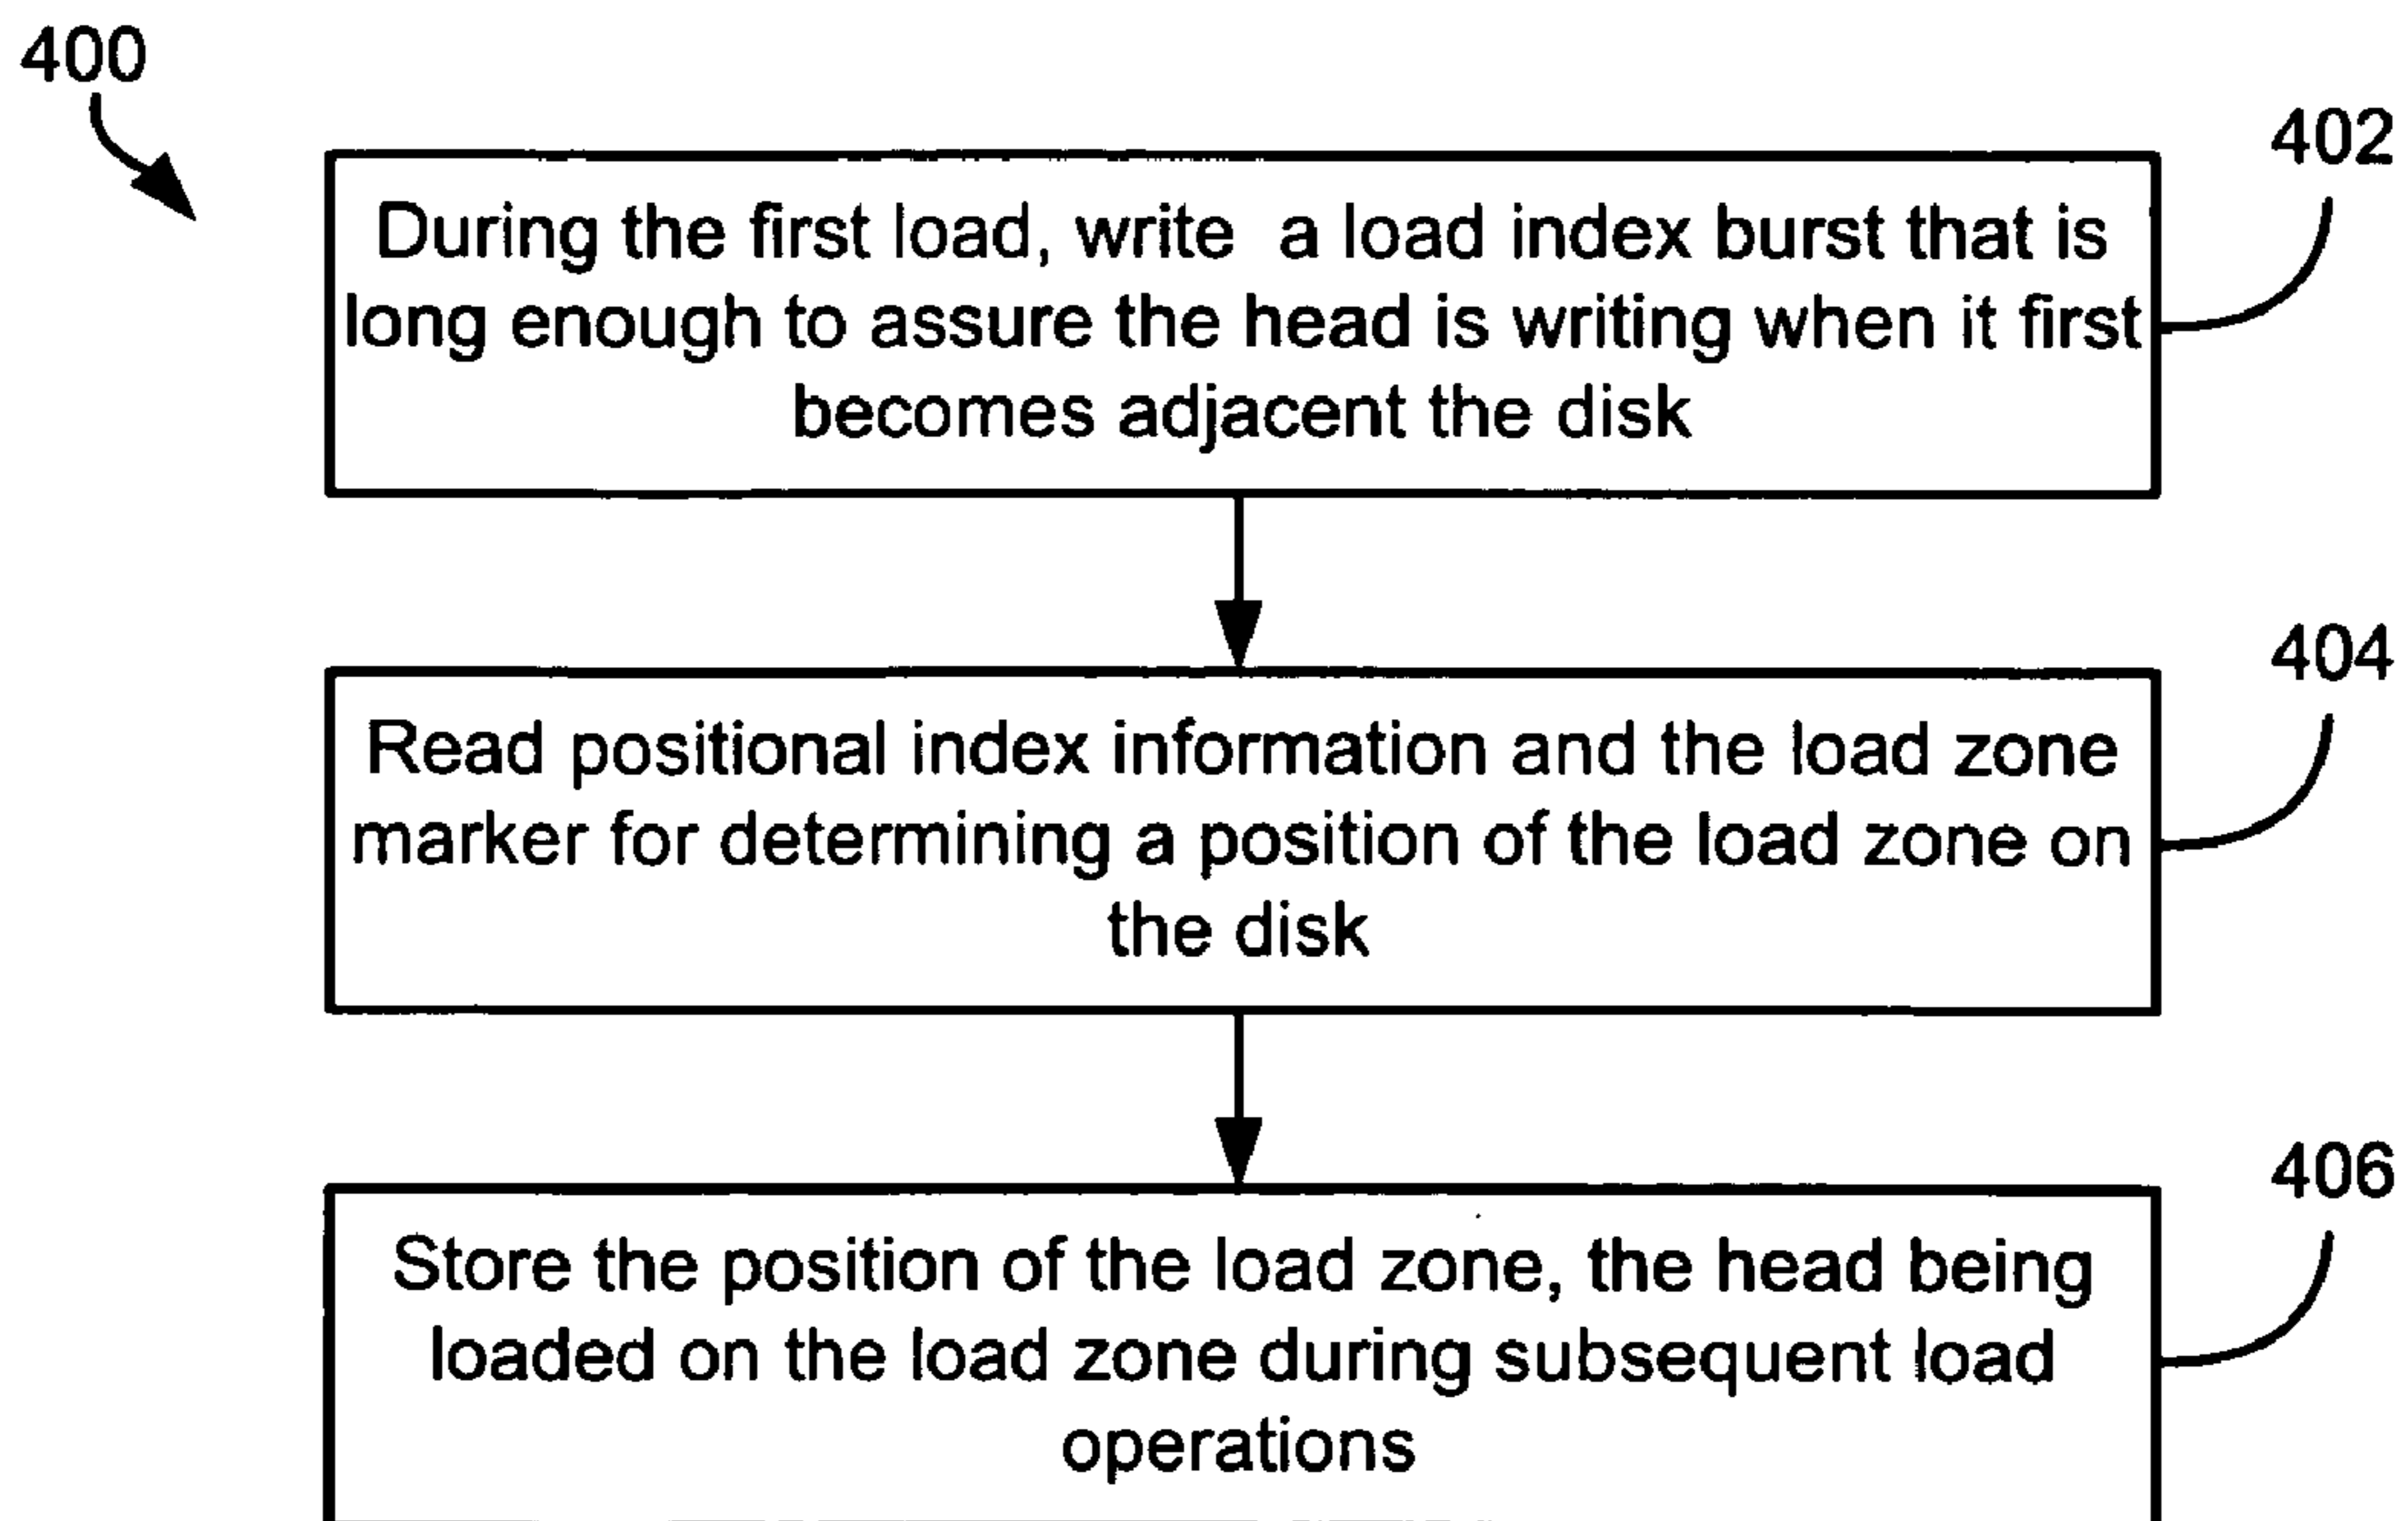 400
402
During the first load, write a load index burst that is
long enough to assure the head is writing when it first
becomes adjacent the disk
404
Read positional index information and the load zone
marker for determining a position of the load zone on
the disk
406
Store the position of the load zone, the head being
loaded on the load zone during subsequent load
operations